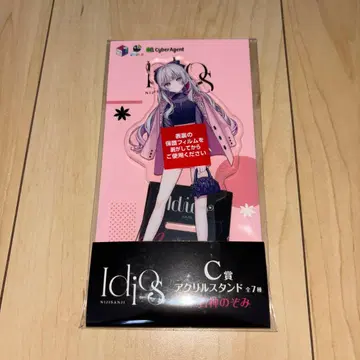 CyberAgent
Idios
表面の
保護フィルムを
剥がしてから
ご使用ください
Idios
Idios
NIJISANJI
C賞
アクリルスタンド 全7種
神のぞみ